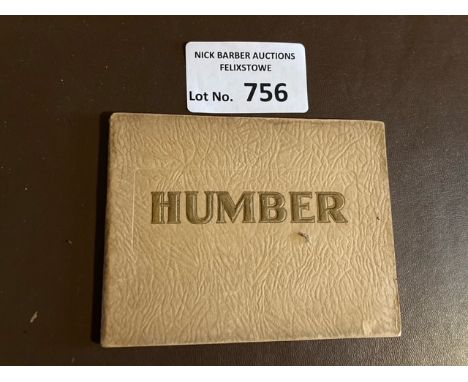 NICK BARBER AUCTIONS
FELIXSTOWE
Lot No. 756
HUMBER